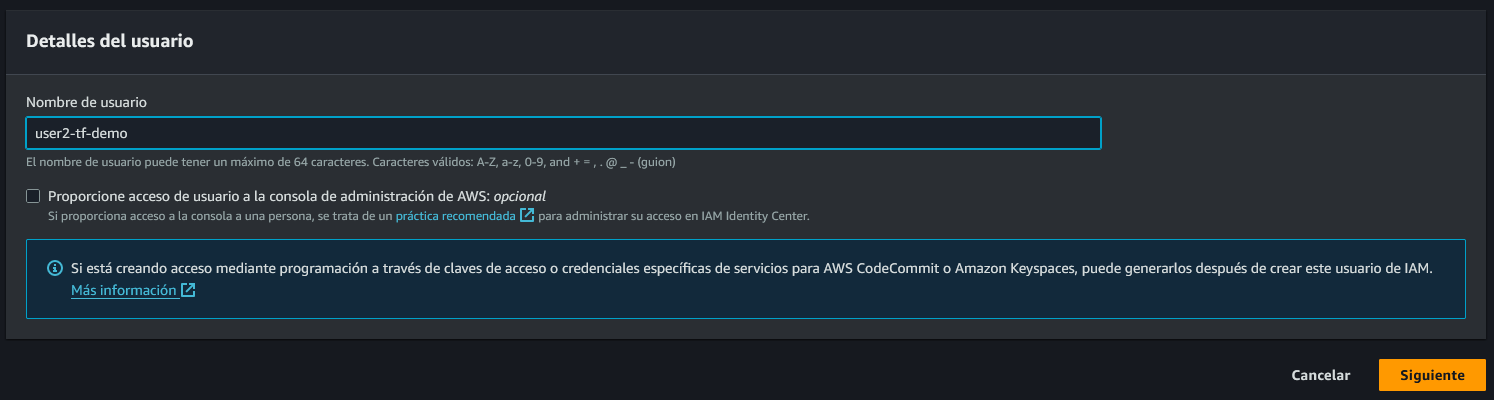 Detalles del usuario
Nombre de usuario
user2-tf-demo
El nombre de usuario puede tener un máximo de 64 caracteres. Caracteres válidos: A-Z, a-z, 0-9, and + = , . @ _ - (guion)
Proporcione acceso de usuario a la consola de administración de AWS: opcional
Si proporciona acceso a la consola a una persona, se trata de un práctica recomendada para administrar su acceso en IAM Identity Center.
Si está creando acceso mediante programación a través de claves de acceso o credenciales específicas de servicios para AWS CodeCommit o Amazon Keyspaces, puede generarlos después de crear este usuario de IAM.
Más información
Cancelar Siguiente